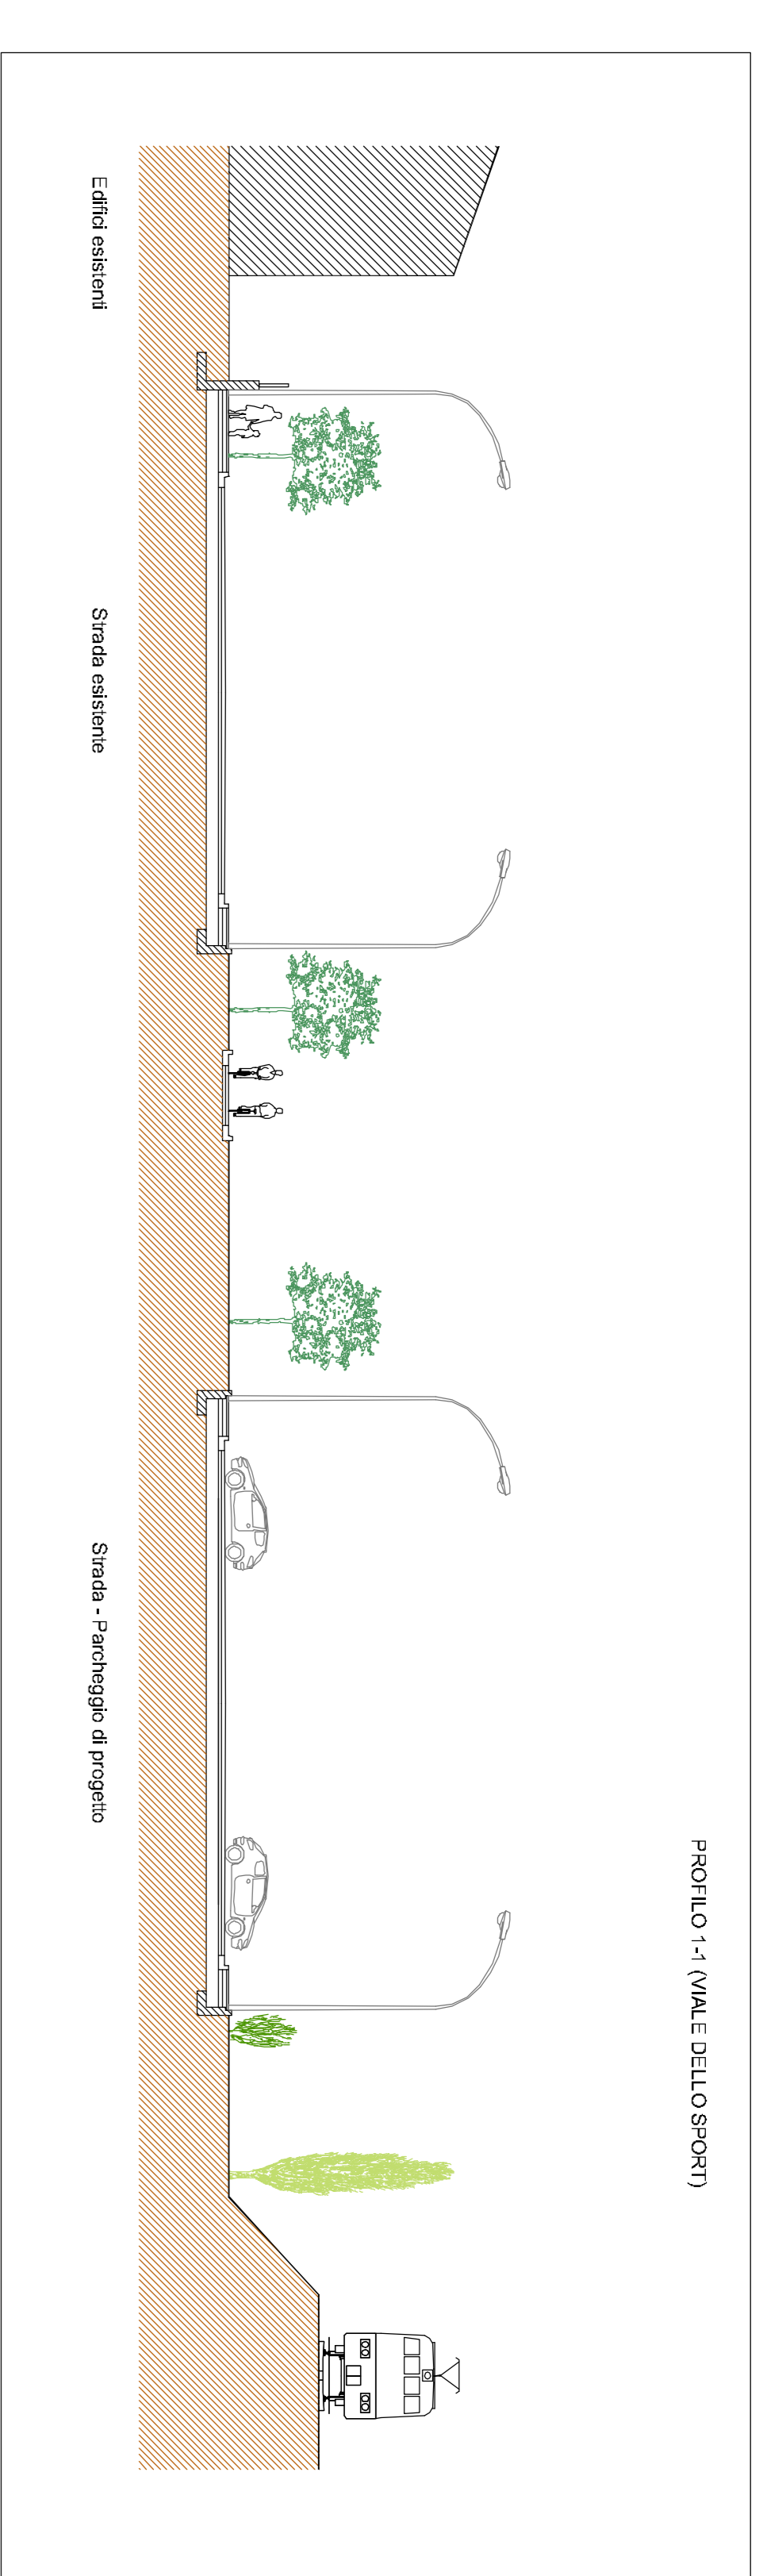 PROFILO 1-1 (VIALE DELLO SPORT)
Edifici esistenti
Strada esistente
Strada - Parcheggio di progetto